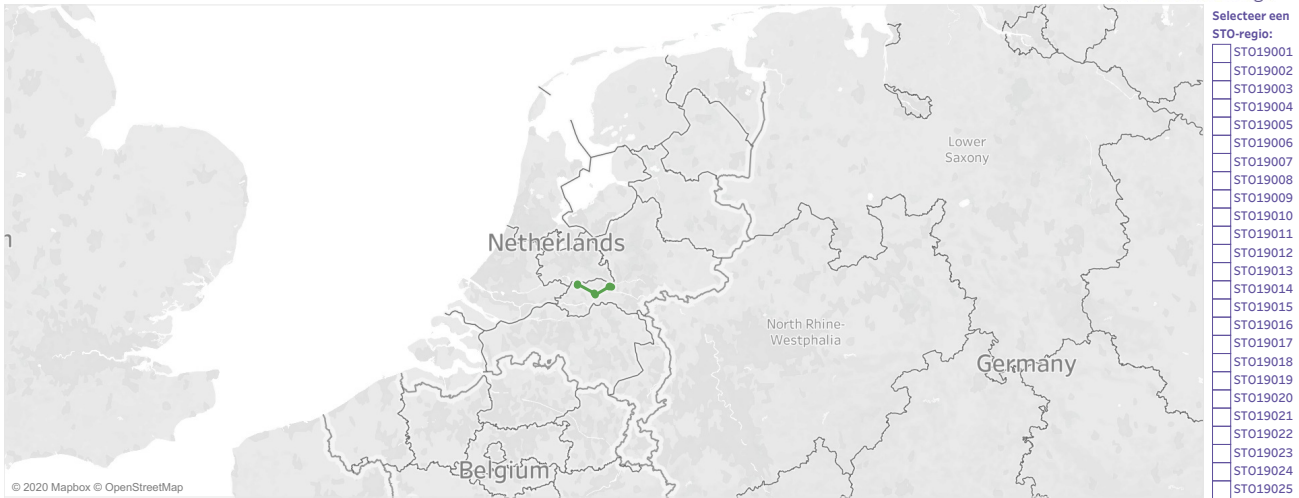 Selecteer een
STO-regio:
STO19001
STO19002
STO19003
STO19004
STO19005
STO19006
STO19007
STO19008
STO19009
STO19010
STO19011
STO19012
STO19013
STO19014
STO19015
STO19016
STO19017
STO19018
STO19019
STO19020
STO19021
STO19022
STO19023
STO19024
STO19025
Lower
Saxony
Netherlands
North Rhine-
Westphalia
Germany
Belgium
© 2020 Mapbox © OpenStreetMap